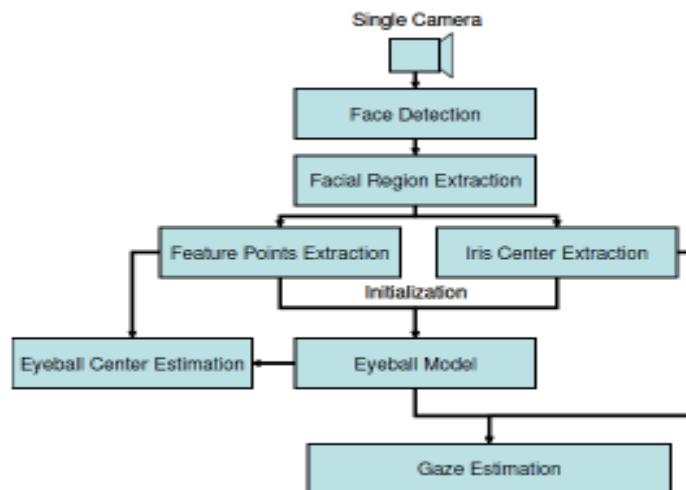 Single Camera
Face Detection
Facial Region Extraction
Feature Points Extraction
Iris Center Extraction
Initialization
Eyeball Center Estimation
Eyeball Model
Gaze Estimation